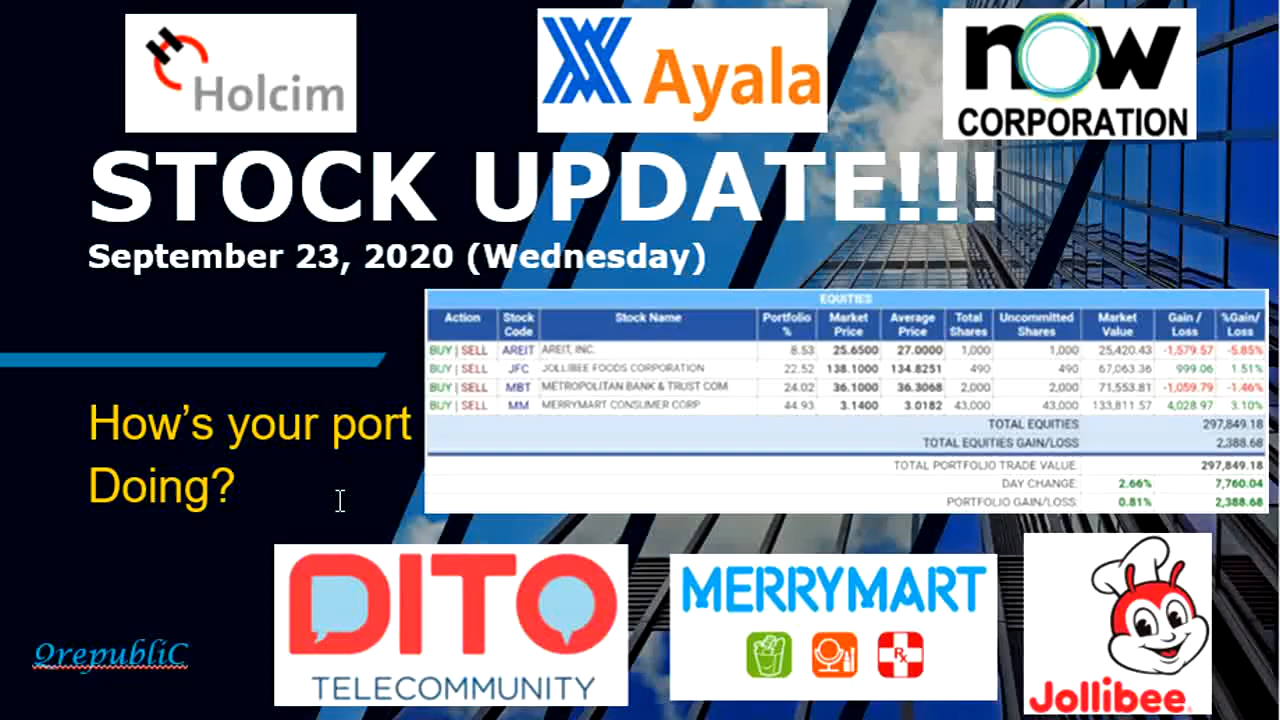 Holcim
Ayala
now
CORPORATION
STOCK UPDATE!!!
September 23, 2020 (Wednesday)
EQUITIES
Action Stock Code Stock Name Portfolio % Market Price Average Price Total Shares Uncommitted Shares Market Value Gain / Loss %Gain/ Loss
BUY | SELL AREIT AREIT, INC. 8.53 25.6500 27.0000 1,000 1,000 25,420.43 -1,579.57 -5.85%
BUY | SELL JFC JOLLIBEE FOODS CORPORATION 22.52 138.1000 134.8251 490 490 67,063.36 999.06 1.51%
BUY | SELL MBT METROPOLITAN BANK & TRUST COM 24.02 36.1000 36.3068 2,000 2,000 71,553.81 -1,059.79 -1.46%
BUY | SELL MM MERRYMART CONSUMER CORP 44.93 3.1400 3.0182 43,000 43,000 133,811.57 4,028.97 3.10%
TOTAL EQUITIES 297,849.18
TOTAL EQUITIES GAIN/LOSS 2,388.68
TOTAL PORTFOLIO TRADE VALUE: 297,849.18
DAY CHANGE: 2.66% 7,760.04
PORTFOLIO GAIN/LOSS: 0.81% 2,388.68
How's your port
Doing?
DITO
TELECOMMUNITY
MERRYMART
Rx
Jollibee
QrepubliC